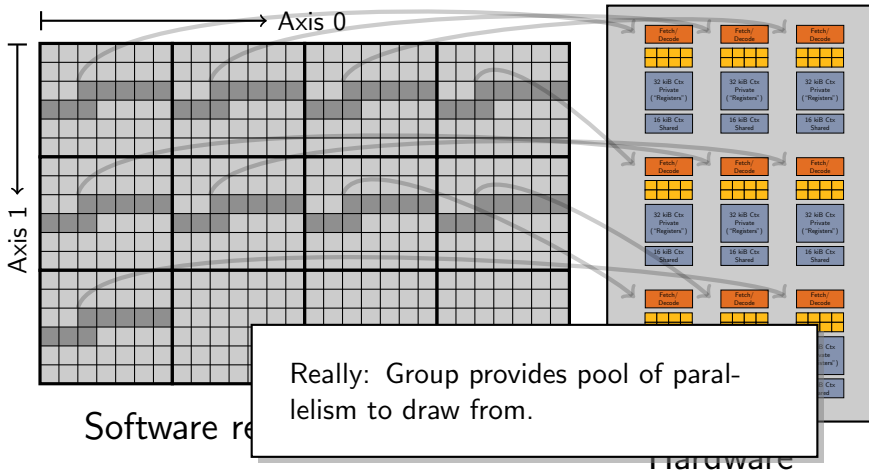 Axis 0
Axis 1
Fetch/
Decode
32 kiB Ctx
Private
("Registers")
16 kiB Ctx
Shared
Fetch/
Decode
32 kiB Ctx
Private
("Registers")
16 kiB Ctx
Shared
Fetch/
Decode
32 kiB Ctx
Private
("Registers")
16 kiB Ctx
Shared
Fetch/
Decode
32 kiB Ctx
Private
("Registers")
16 kiB Ctx
Shared
Fetch/
Decode
32 kiB Ctx
Private
("Registers")
16 kiB Ctx
Shared
Fetch/
Decode
32 kiB Ctx
Private
("Registers")
16 kiB Ctx
Shared
Fetch/
Decode
Fetch/
Decode
Fetch/
Decode
kiB Ctx
kiB Ctx
Really: Group provides pool of paral-
lelism to draw from.
Software
Hardware